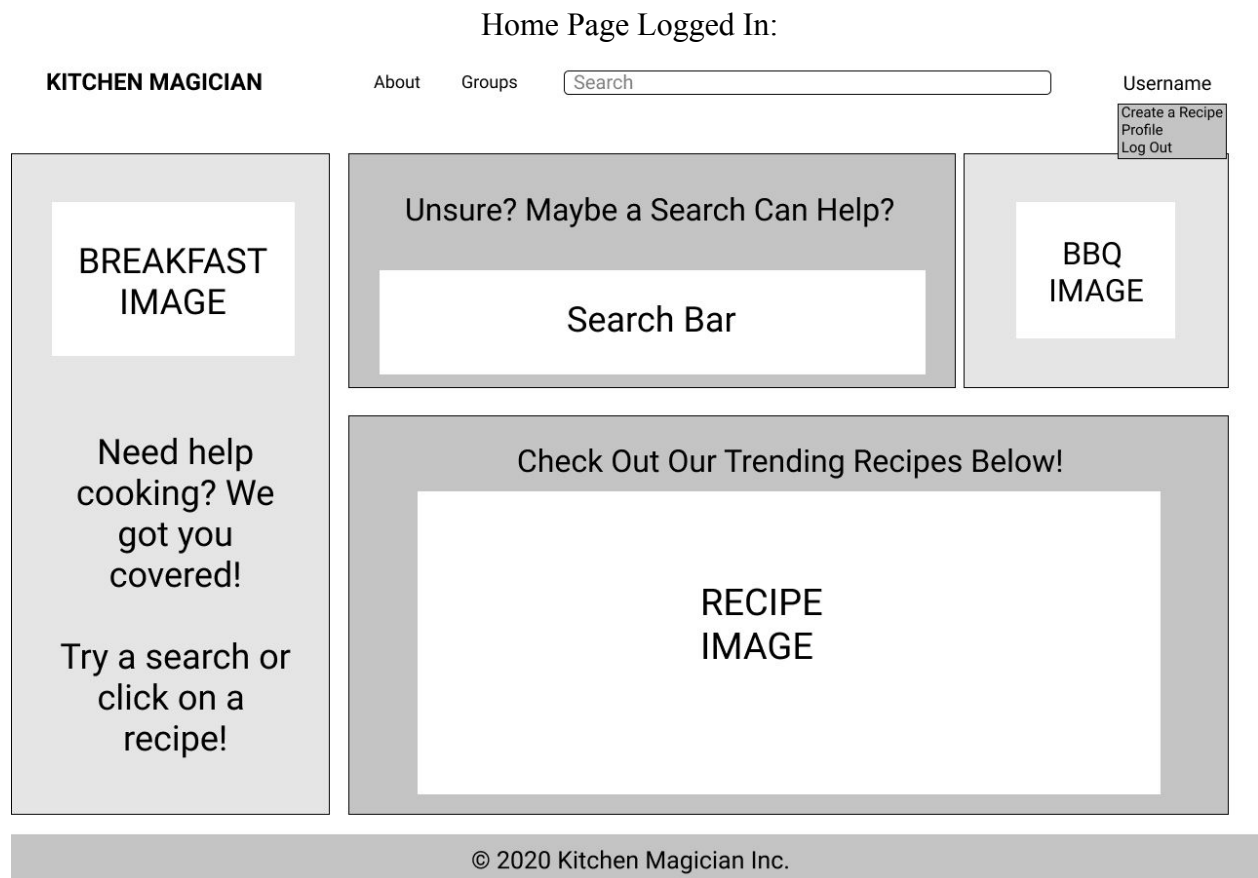 Home Page Logged In:
KITCHEN MAGICIAN
About
Groups
Search
Username
Create a Recipe
Profile
Log Out
BREAKFAST
IMAGE
Need help
cooking? We
got you
covered!
Try a search or
click on a
recipe!
Unsure? Maybe a Search Can Help?
Search Bar
BBQ
IMAGE
Check Out Our Trending Recipes Below!
RECIPE
IMAGE
© 2020 Kitchen Magician Inc.